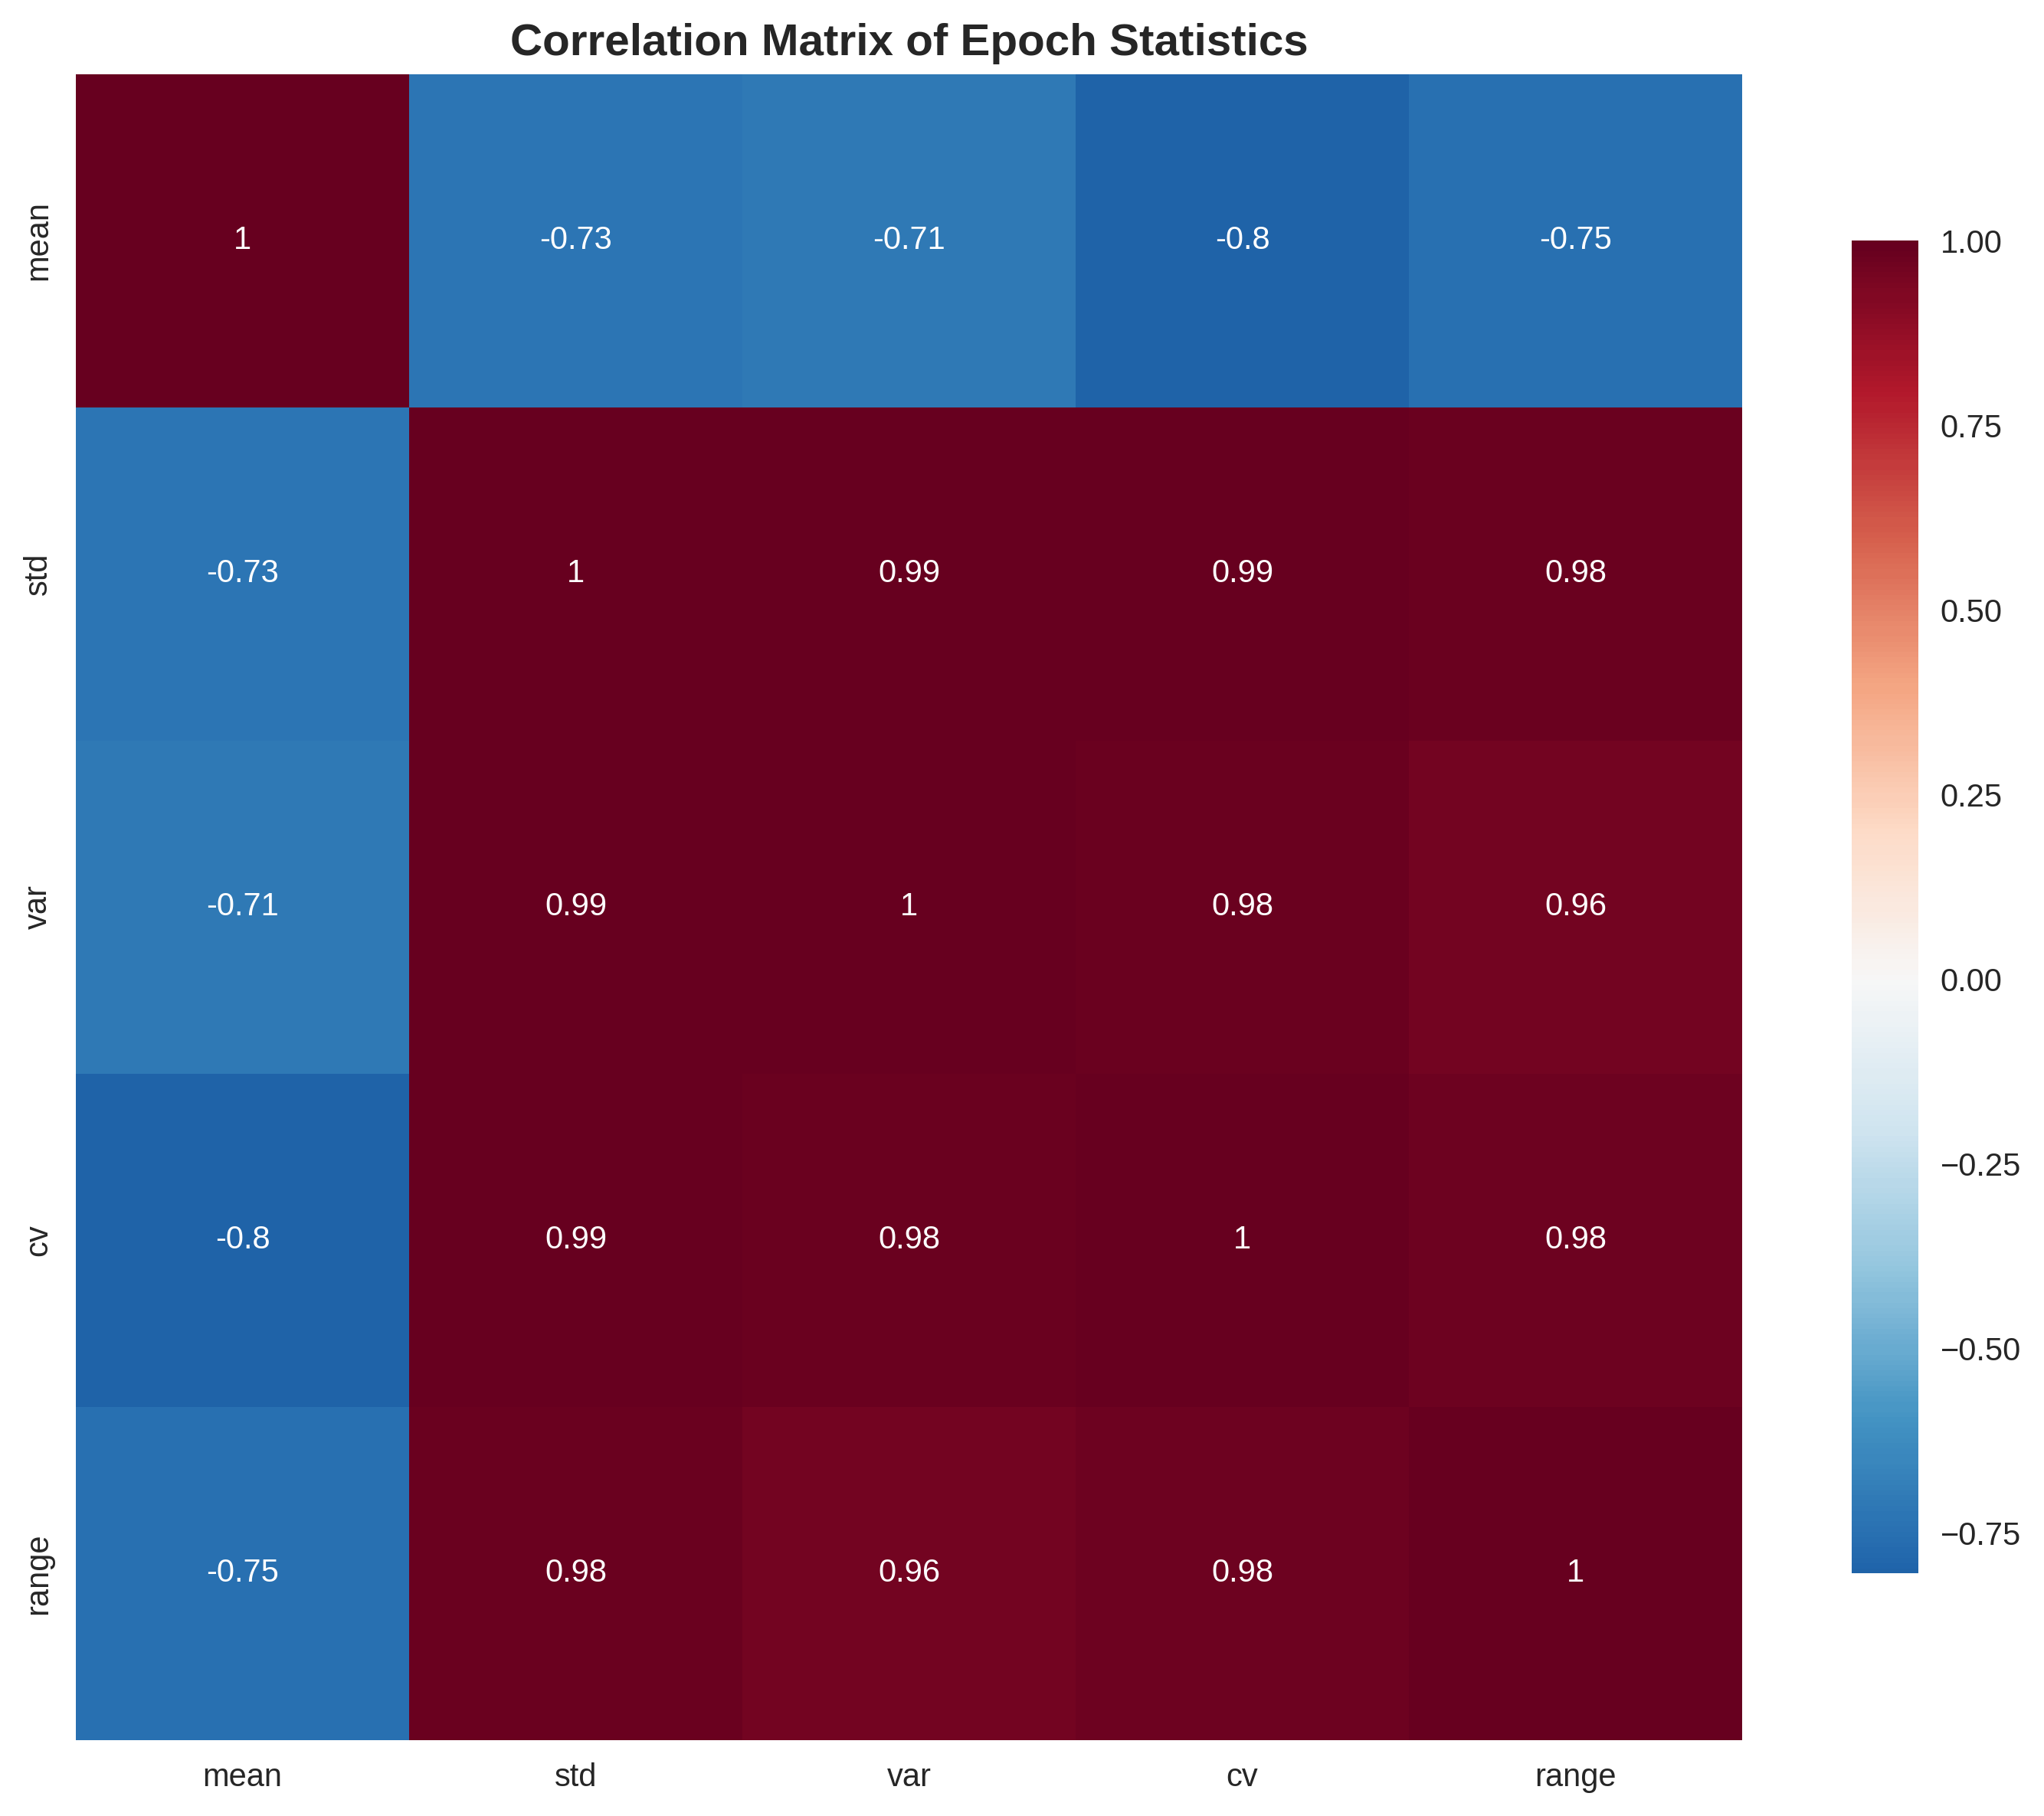 Correlation Matrix of Epoch Statistics
mean 1 -0.73 -0.71 -0.8 -0.75
std -0.73 1 0.99 0.99 0.98
var -0.71 0.99 1 0.98 0.96
cv -0.8 0.99 0.98 1 0.98
range -0.75 0.98 0.96 0.98 1
mean std var cv range
1.00
0.75
0.50
0.25
0.00
−0.25
−0.50
−0.75